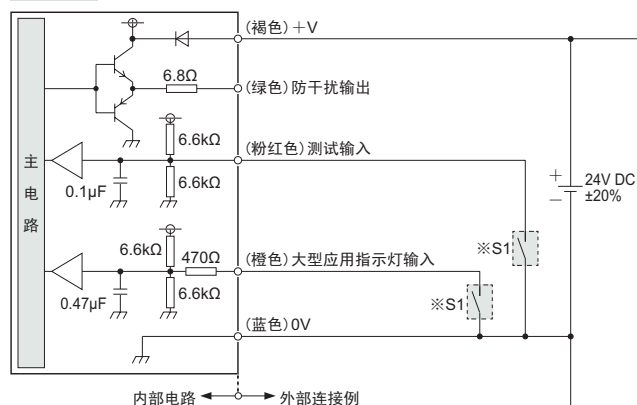 (褐色)＋V
6.8Ω
(绿色)防干扰输出
6.6kΩ
(粉红色)测试输入
主电路
0.1μF
6.6kΩ
＋
－
24V DC
±20%
※S1
6.6kΩ
470Ω
(橙色)大型应用指示灯输入
0.47μF
6.6kΩ
※S1
(蓝色)0V
内部电路
外部连接例